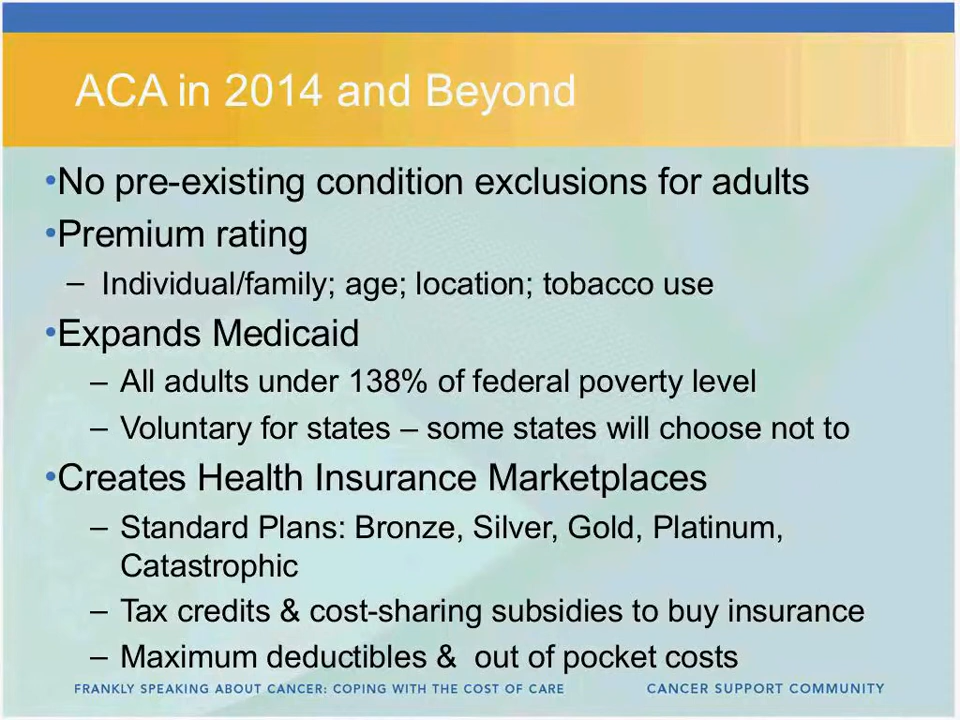 ACA in 2014 and Beyond
•No pre-existing condition exclusions for adults
•Premium rating
– Individual/family; age; location; tobacco use
•Expands Medicaid
– All adults under 138% of federal poverty level
– Voluntary for states – some states will choose not to
•Creates Health Insurance Marketplaces
– Standard Plans: Bronze, Silver, Gold, Platinum,
Catastrophic
– Tax credits & cost-sharing subsidies to buy insurance
– Maximum deductibles & out of pocket costs
FRANKLY SPEAKING ABOUT CANCER: COPING WITH THE COST OF CARE CANCER SUPPORT COMMUNITY